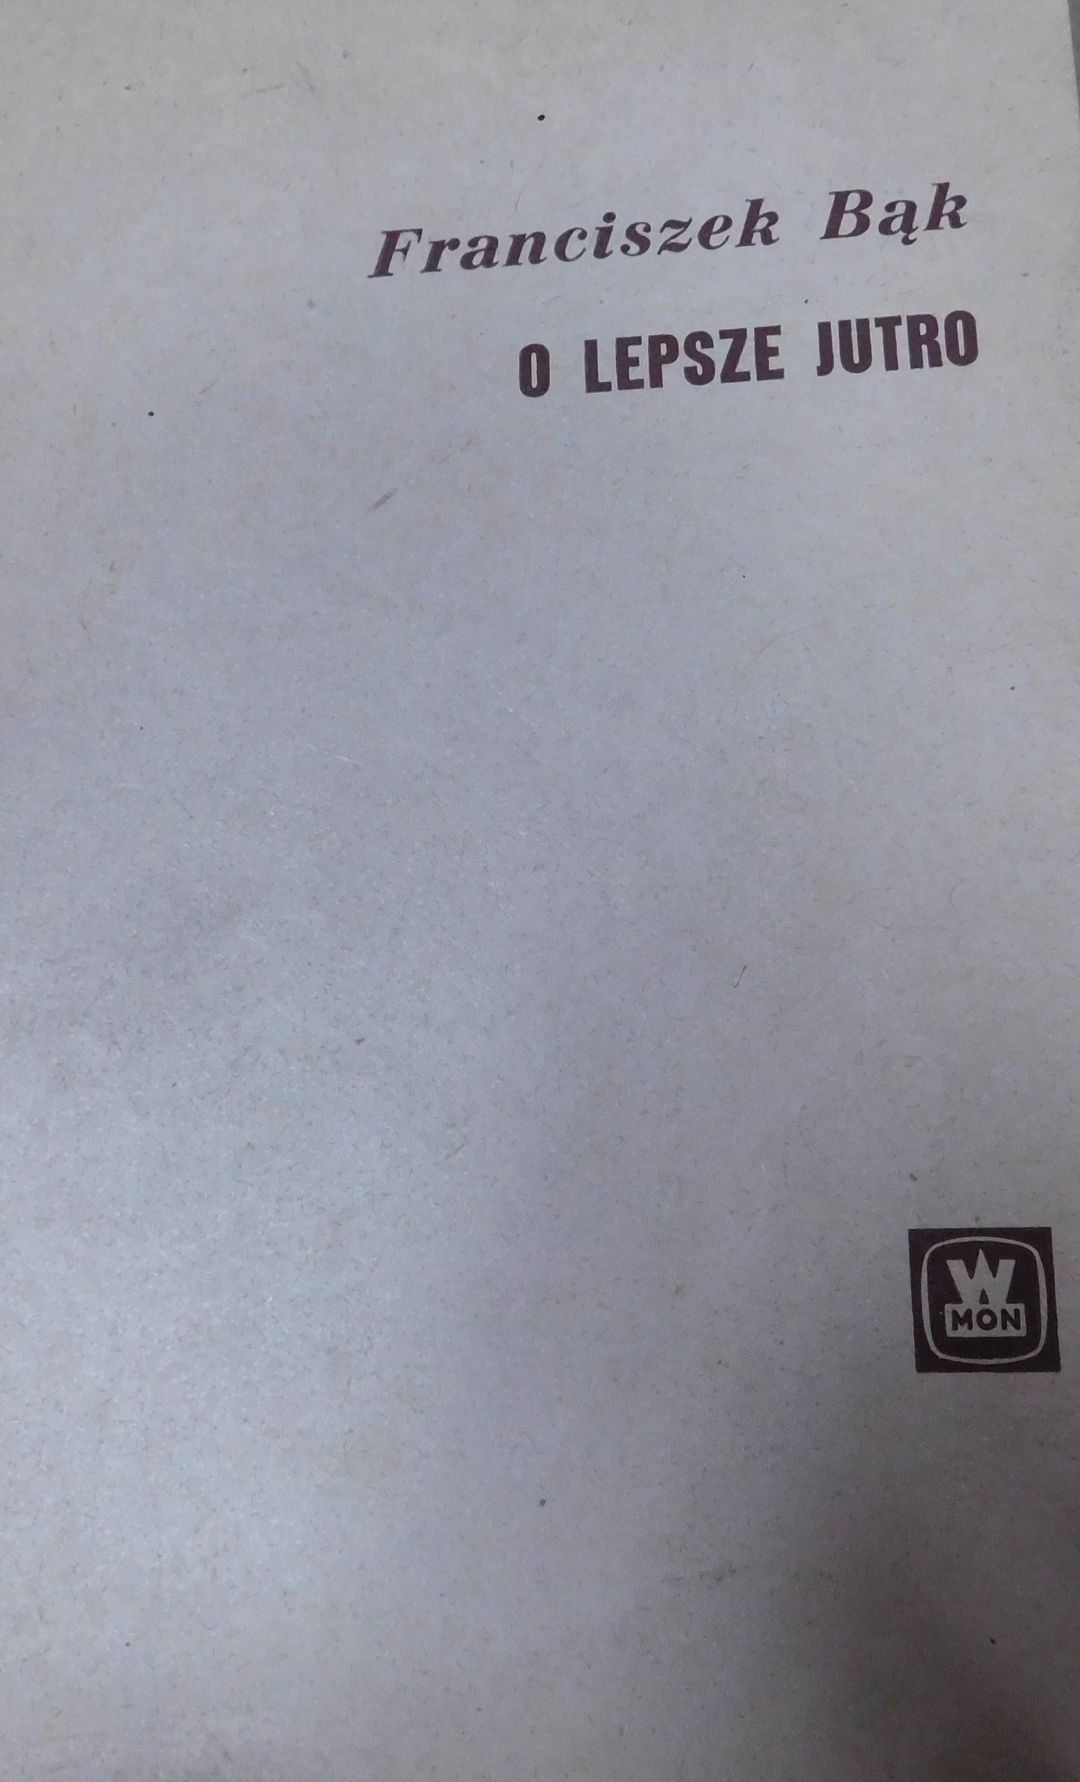 Franciszek Bąk
O LEPSZE JUTRO
W
MON